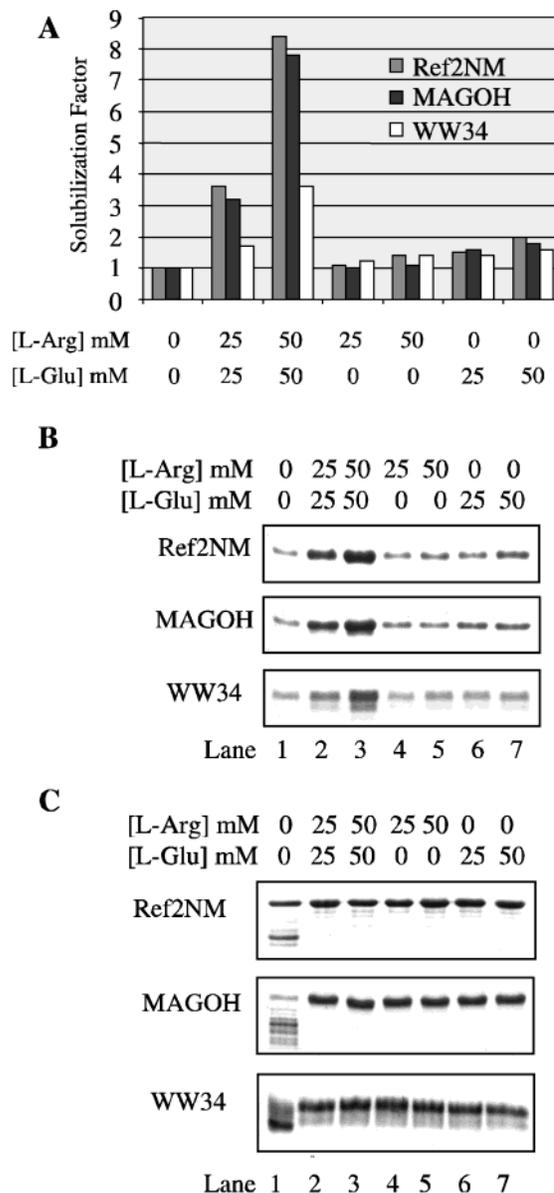 A
9
8
7
6
5
4
3
2
1
0
Solubilization Factor
Ref2NM
MAGOH
WW34
[L-Arg] mM 0 25 50 25 50 0 0
[L-Glu] mM 0 25 50 0 0 25 50
B
[L-Arg] mM 0 25 50 25 50 0 0
[L-Glu] mM 0 25 50 0 0 25 50
Ref2NM
MAGOH
WW34
Lane 1 2 3 4 5 6 7
C
[L-Arg] mM 0 25 50 25 50 0 0
[L-Glu] mM 0 25 50 0 0 25 50
Ref2NM
MAGOH
WW34
Lane 1 2 3 4 5 6 7